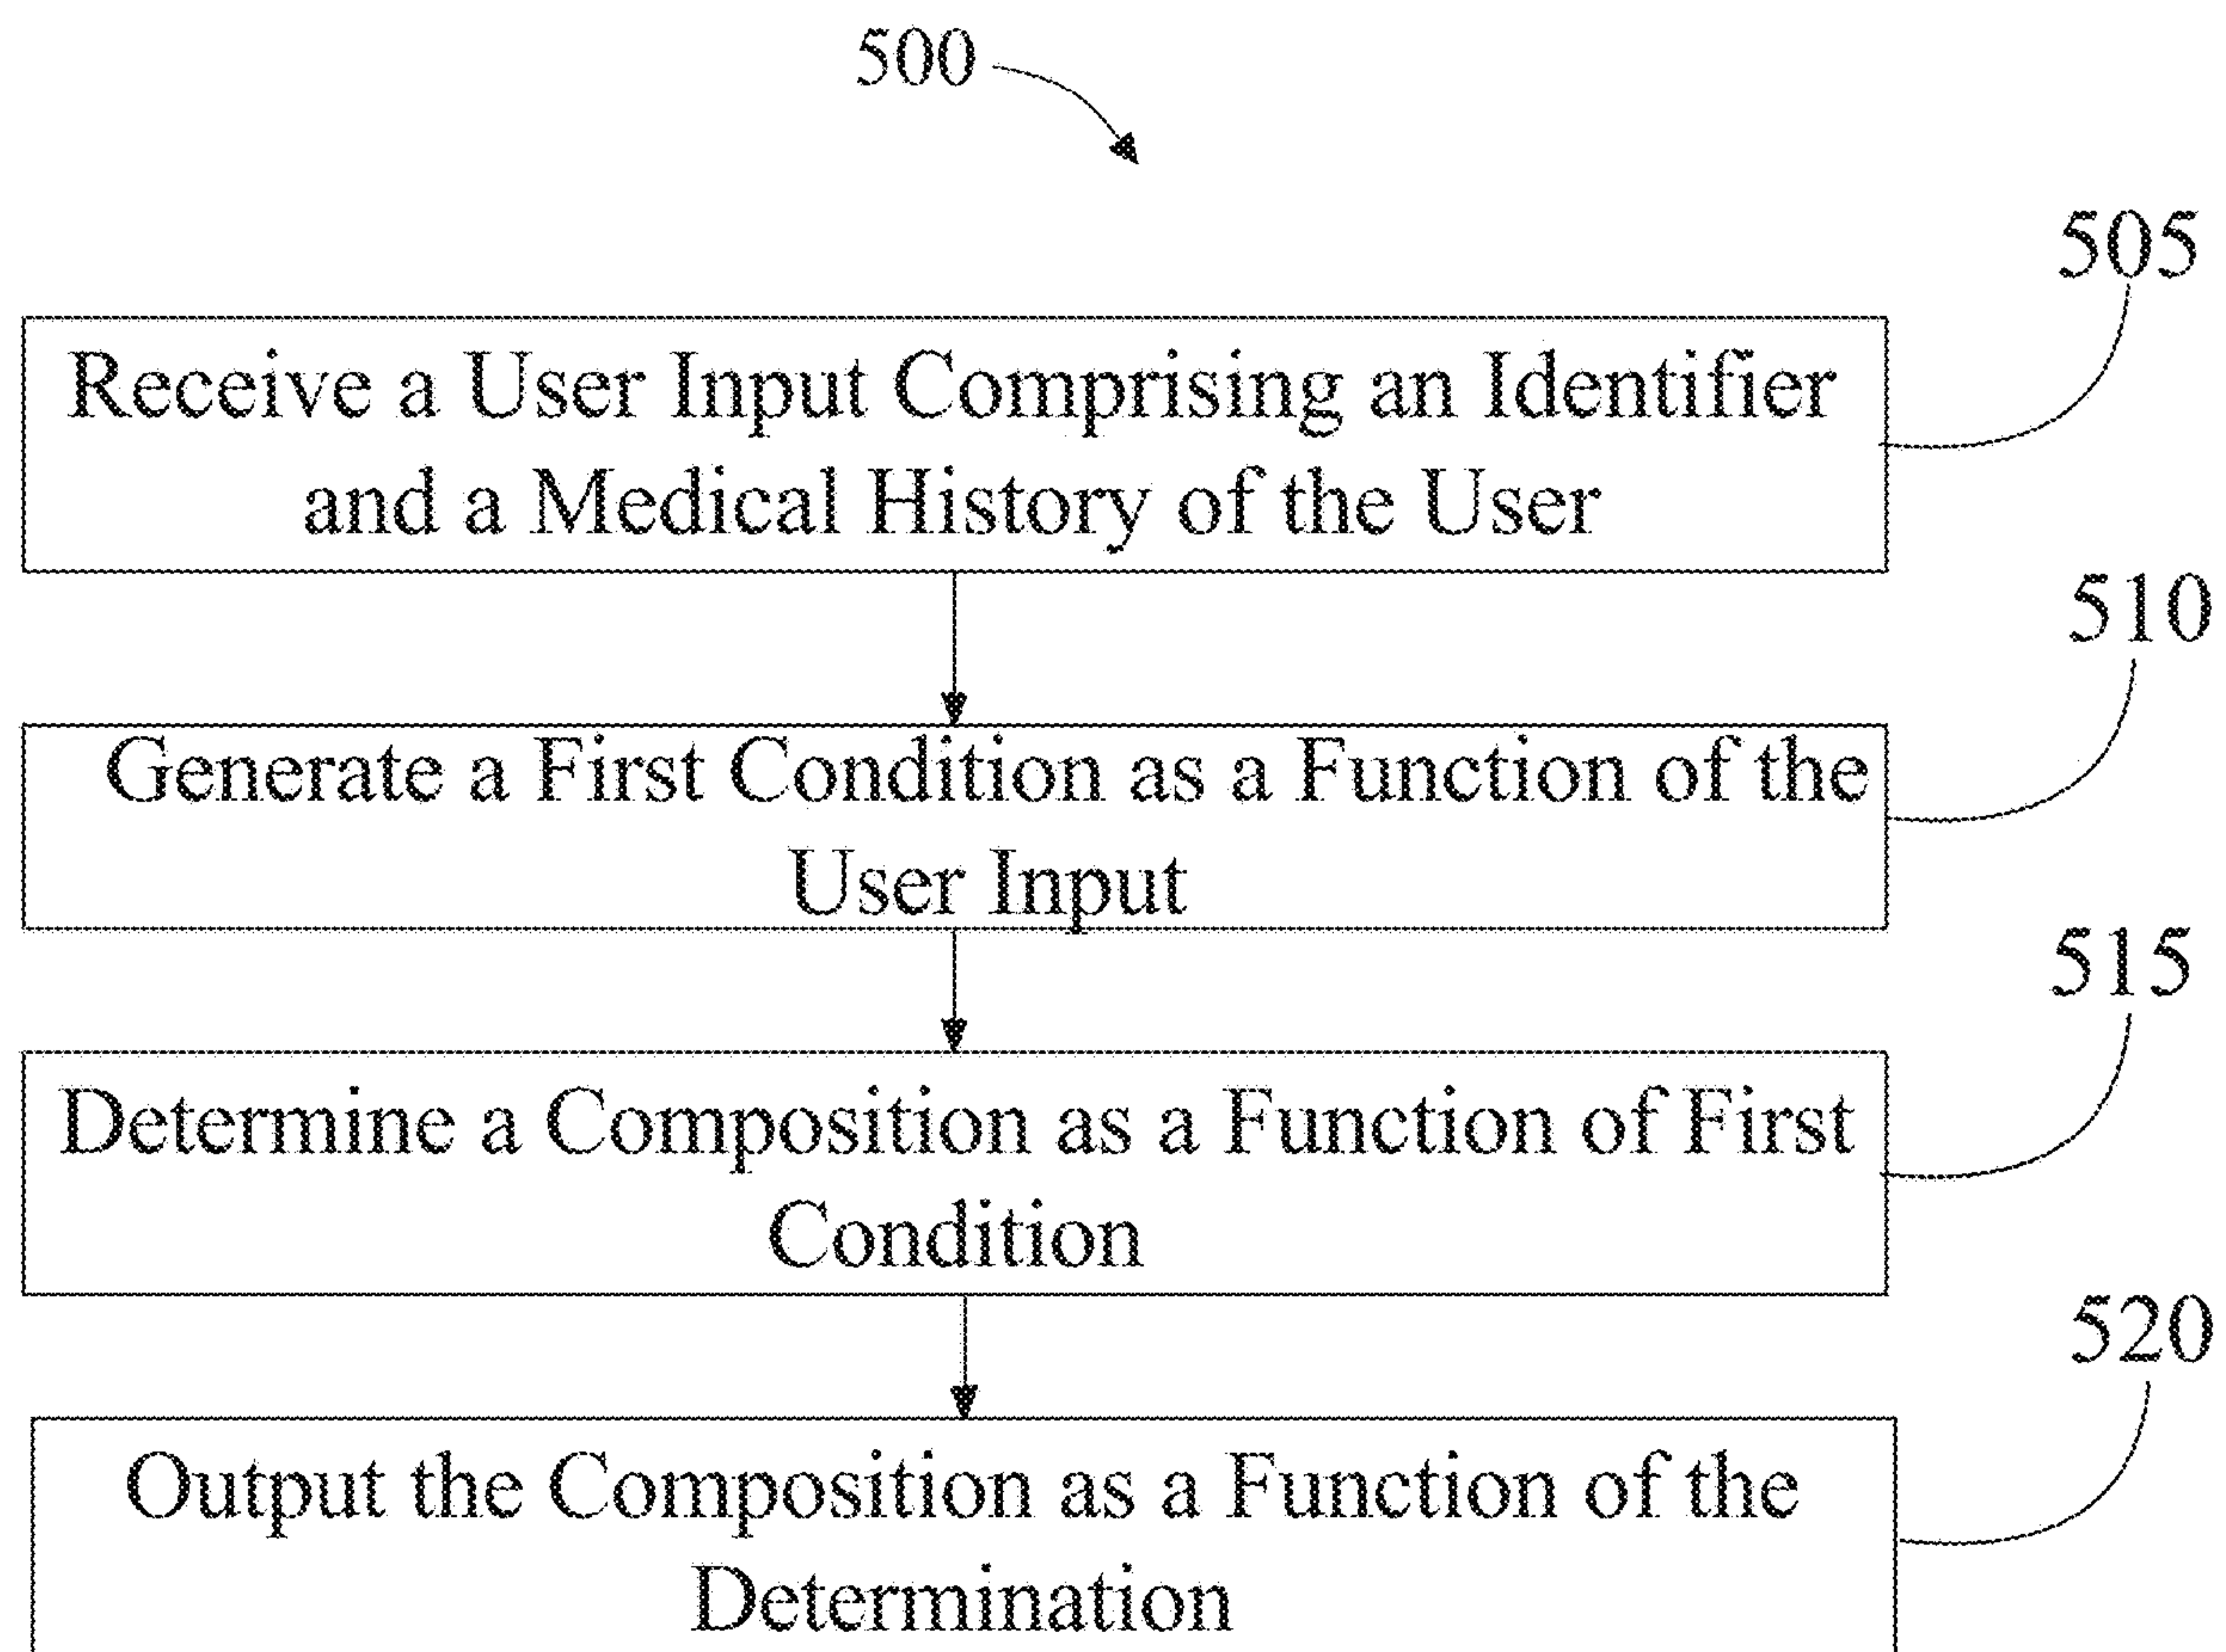 500
505
Receive a User Input Comprising an Identifier
and a Medical History of the User
510
Generate a First Condition as a Function of the
User Input
515
Determine a Composition as a Function of First
Condition
520
Output the Composition as a Function of the
Determination